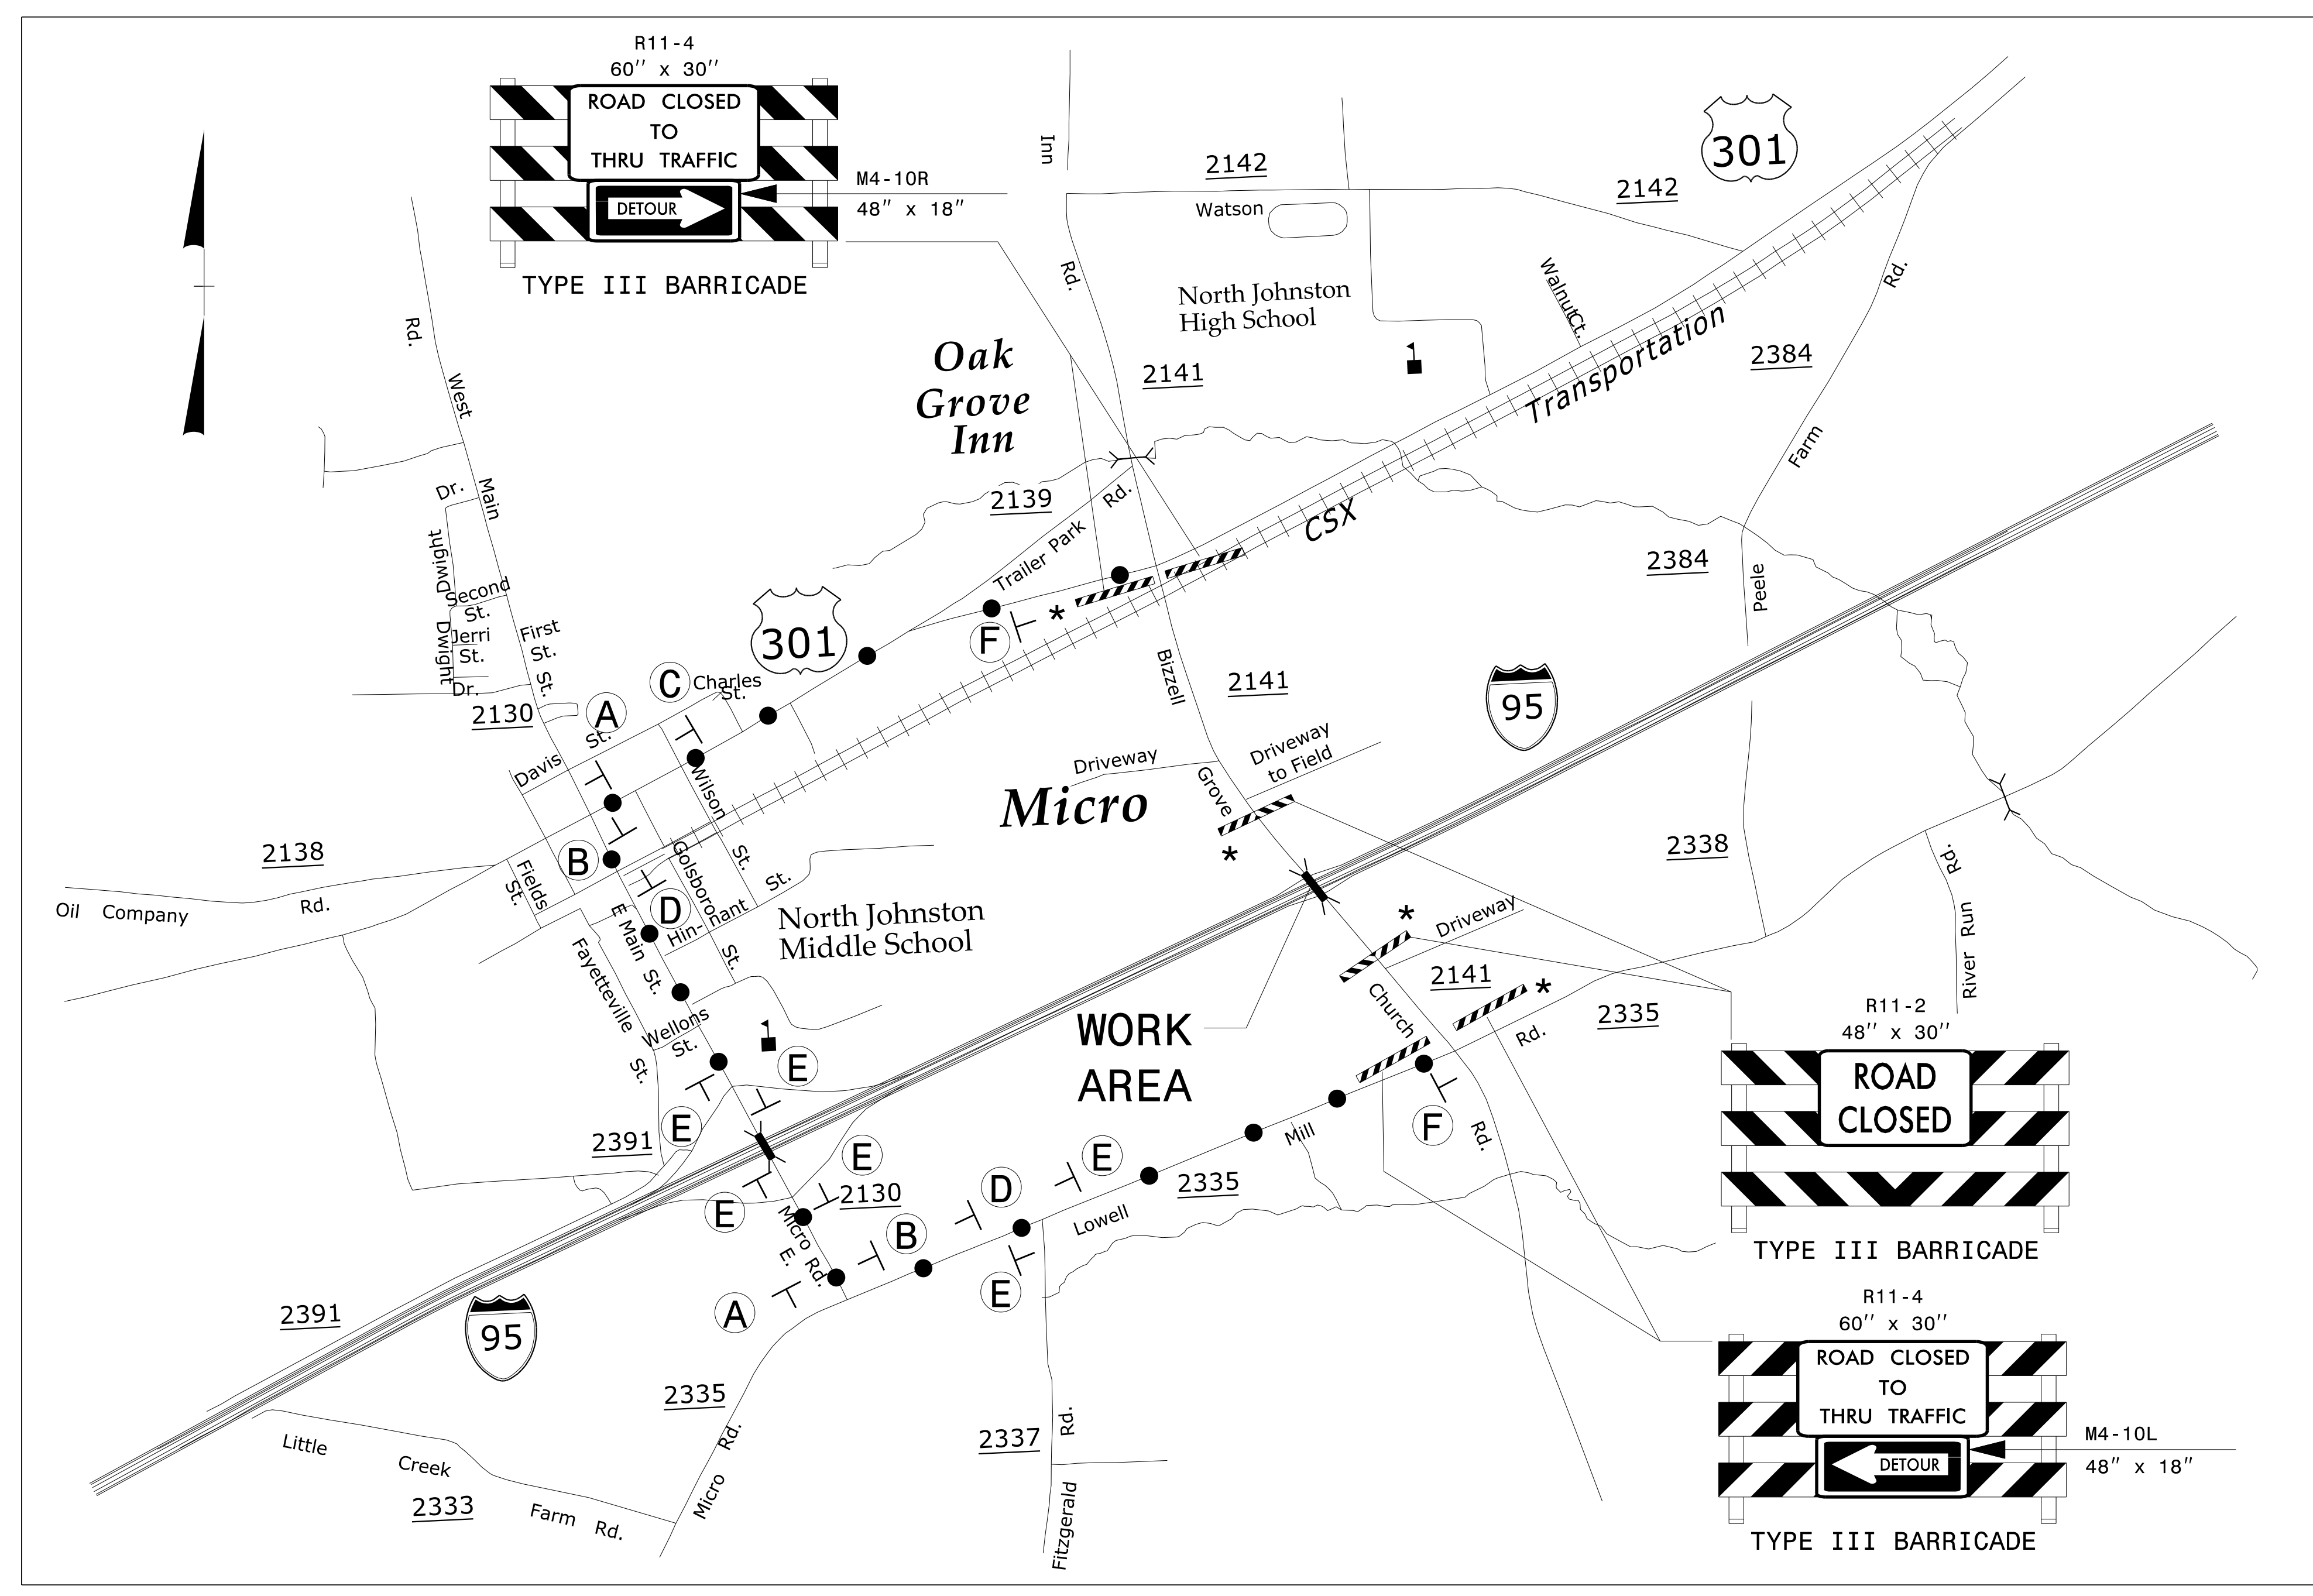 R11-4
60″ x 30″
ROAD CLOSED
TO
THRU TRAFFIC
DETOUR
TYPE III BARRICADE
M4-10R
48″ x 18″
Inn
Rd.
2142
Watson
2142
301
North Johnston
High School
Walnut Ct.
Rd.
2141
2384
Transportation
Oak
Grove
Inn
Rd.
West
Main
Dr.
Dwight
Second
St.
Jerri
St.
Dwight
Dr.
First
St.
St.
2130
2139
Trailer Park
Rd.
CSX
Farm
2384
Peele
301
F
*
C
Charles
St.
A
St.
Davis
Wilson
St.
Bizzell
2141
95
Driveway
Driveway
to Field
Grove
Micro
*
2138
Oil Company
Rd.
Fields
St.
B
Golsboro
St.
D
Hin-
nant
St.
E Main St.
North Johnston
Middle School
Fayetteville
St.
Wellons
St.
E
E
2391
2338
Rd.
River Run
*
Driveway
2141
*
Church
2335
Rd.
WORK
AREA
R11-2
48″ x 30″
ROAD
CLOSED
TYPE III BARRICADE
E
2130
E
Micro Rd.
E.
A
B
D
E
E
Lowell
2335
Mill
F
Rd.
2391
95
R11-4
60″ x 30″
ROAD CLOSED
TO
THRU TRAFFIC
DETOUR
TYPE III BARRICADE
M4-10L
48″ x 18″
Little Creek
2333
Farm Rd.
2335
Micro Rd.
2337
Fitzgerald Rd.